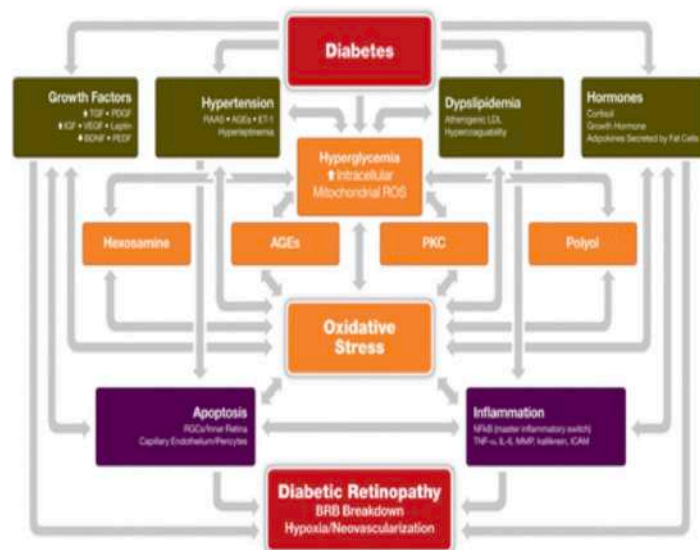 Diabetes
Growth Factors
⬆ TGF • PDGF
⬆ IGF • VEGF • Leptin
BDNF • PEDF
Hypertension
RAAS • AGEs • ET-1
Hyperleptinemia
Dypslipidemia
Atherogenic LDL
Hypercoaguability
Hormones
Cortisol
Growth Hormone
Adipokines Secreted by Fat Cells
Hyperglycemia
⬆ Intracellular
Mitochondrial ROS
Hexosamine
AGEs
PKC
Polyol
Oxidative
Stress
Apoptosis
RGCs/Inner Retina
Capillary Endothelium/Pericytes
Inflammation
NFkB (master inflammatory switch)
TNF-α, IL-6, MMP, kallikrein, ICAM
Diabetic Retinopathy
BRB Breakdown
Hypoxia/Neovascularization